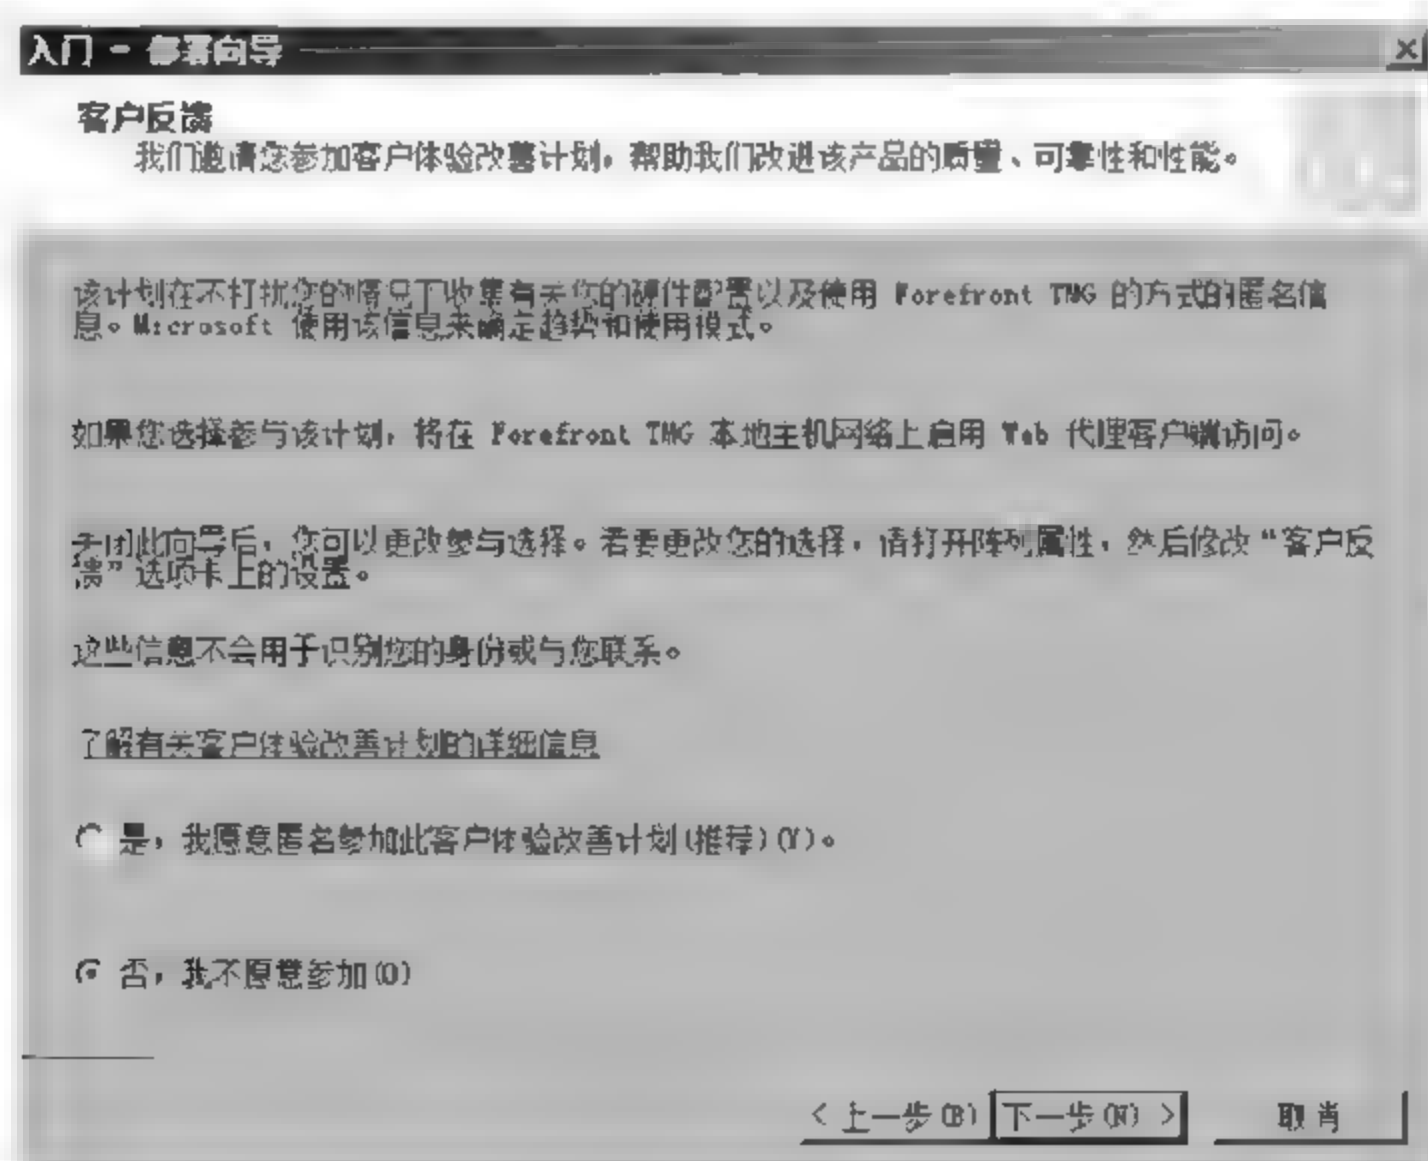 入门 - 部署向导
客户反馈
我们邀请您参加客户体验改善计划，帮助我们改进该产品的质量、可靠性和性能。
该计划在不打扰您的情况下收集有关您的硬件配置以及使用 Forefront TMG 的方式的匿名信
息。Microsoft 使用该信息来确定趋势和使用模式。
如果您选择参与该计划，将在 Forefront TMG 本地主机网络上启用 Web 代理客户端访问。
关闭此向导后，您可以更改参与选择。若要更改您的选择，请打开阵列属性，然后修改“客户反
馈”选项卡上的设置。
这些信息不会用于识别您的身份或与您联系。
了解有关客户体验改善计划的详细信息
是，我愿意匿名参加此客户体验改善计划(推荐)(Y)。
否，我不愿意参加(O)
< 上一步(B) 下一步(N) > 取消